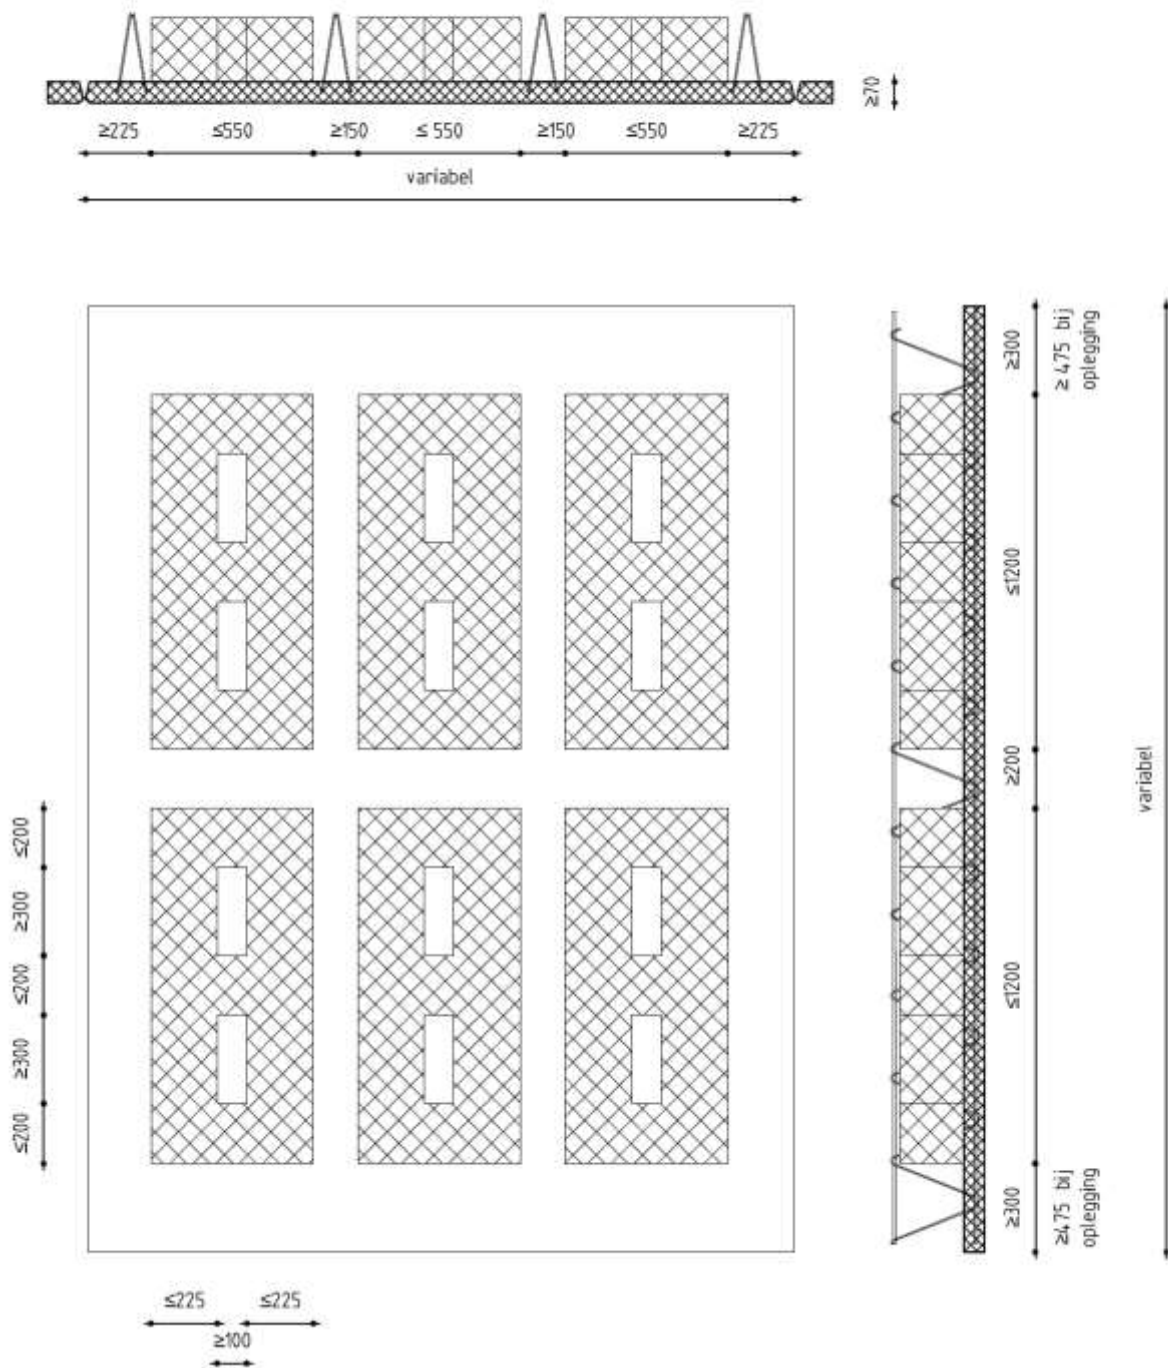 ≥70
≥225 ≤550 ≥150 ≤ 550 ≥150 ≤550 ≥225
variabel
≥300
≥ 475 bij
oplegging
≤1200
≥200
variabel
≤1200
≥300
≥475 bij
oplegging
≤200
≥300
≤200
≥300
≤200
≤225 ≤225
≥100